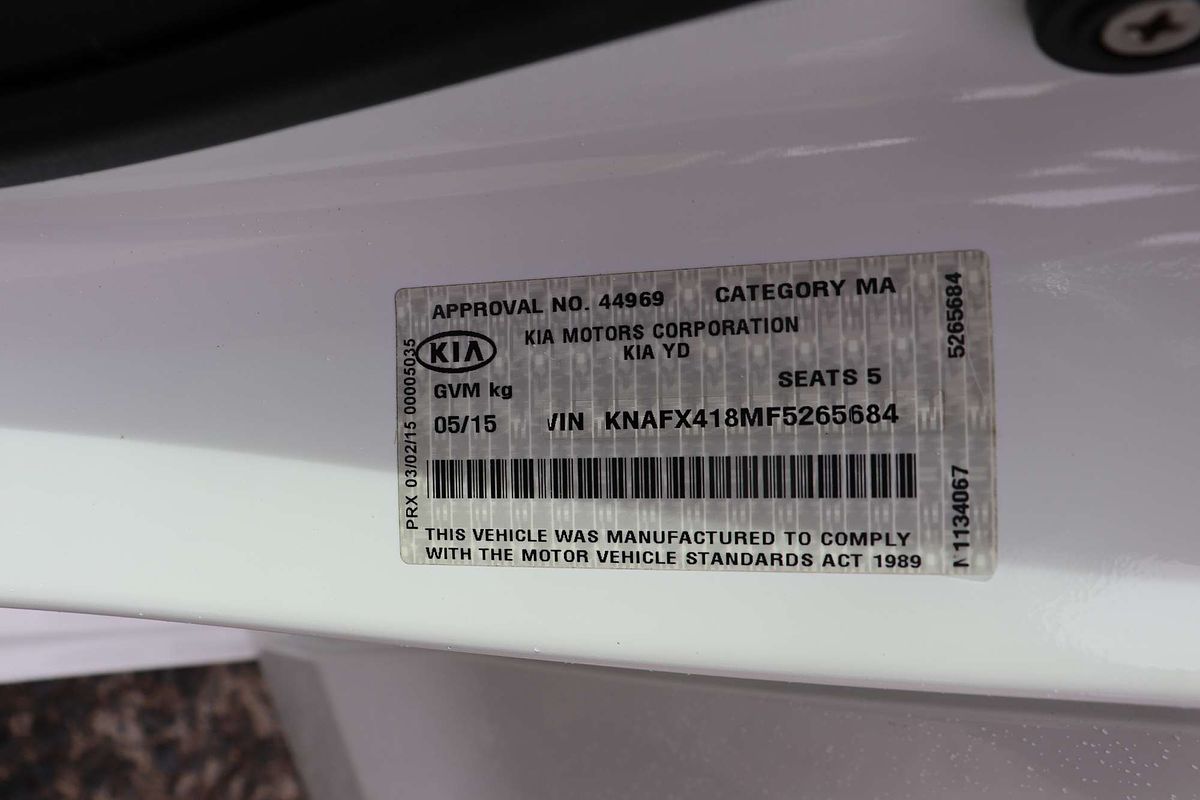 APPROVAL NO. 44969 CATEGORY MA
KIA
KIA MOTORS CORPORATION
KIA YD
GVM kg
SEATS 5
05/15 VIN KNAFX418MF5265684
THIS VEHICLE WAS MANUFACTURED TO COMPLY
WITH THE MOTOR VEHICLE STANDARDS ACT 1989
PRX 03/02/15 00005035
5265684
N 1134067